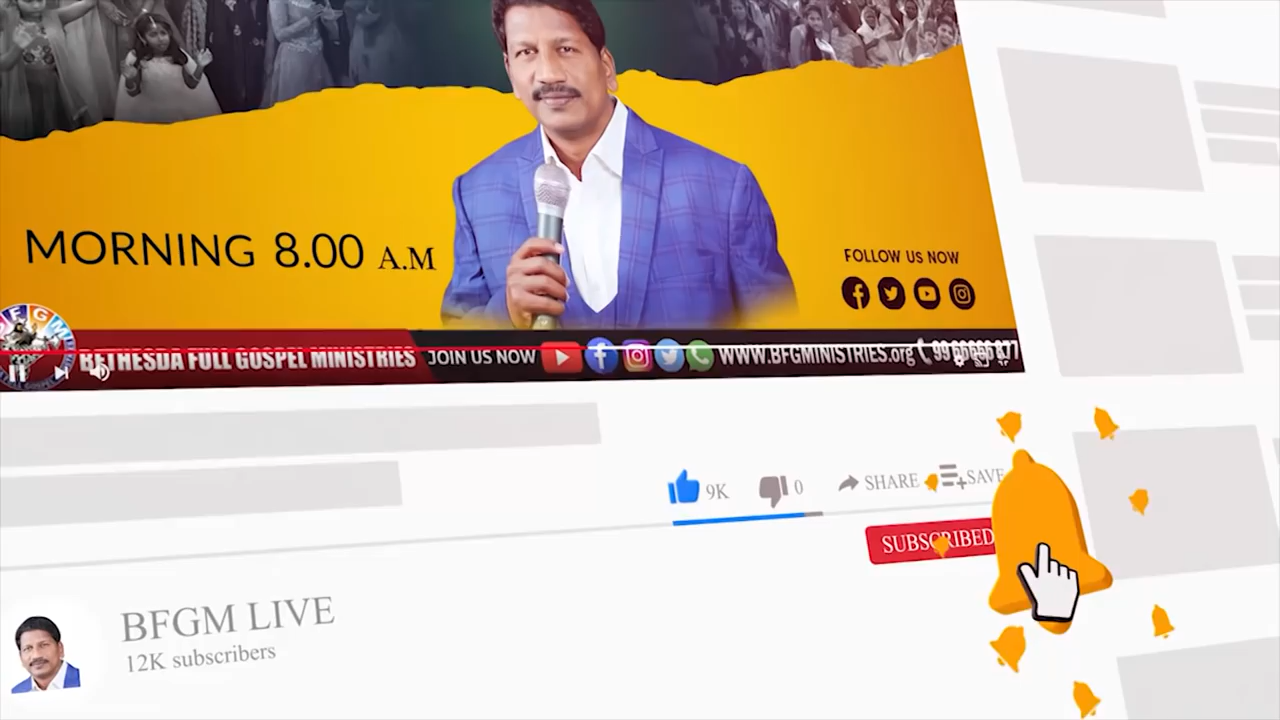 MORNING 8.00 A.M
FOLLOW US NOW
BFGM
BETHESDA FULL GOSPEL MINISTRIES JOIN US NOW WWW.BFGMINISTRIES.org
9K 0 SHARE SAVE
SUBSCRIBED
BFGM LIVE
12K subscribers